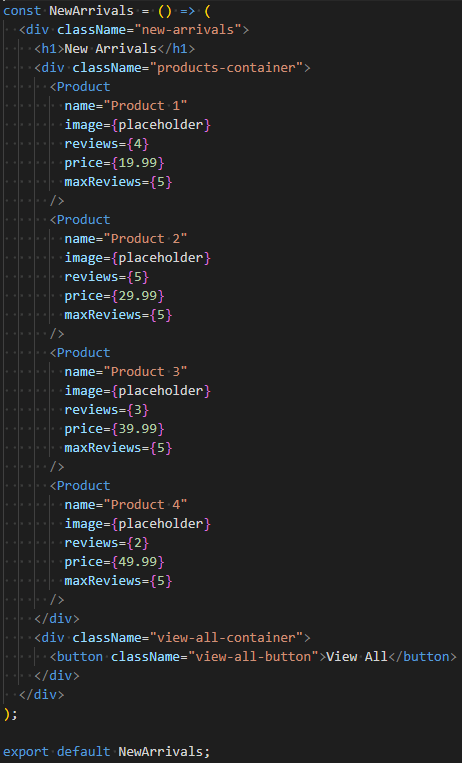 const NewArrivals = () => (
  <div className="new-arrivals">
    <h1>New Arrivals</h1>
    <div className="products-container">
      <Product
        name="Product 1"
        image={placeholder}
        reviews={4}
        price={19.99}
        maxReviews={5}
      />
      <Product
        name="Product 2"
        image={placeholder}
        reviews={5}
        price={29.99}
        maxReviews={5}
      />
      <Product
        name="Product 3"
        image={placeholder}
        reviews={3}
        price={39.99}
        maxReviews={5}
      />
      <Product
        name="Product 4"
        image={placeholder}
        reviews={2}
        price={49.99}
        maxReviews={5}
      />
    </div>
    <div className="view-all-container">
      <button className="view-all-button">View All</button>
    </div>
  </div>
);

export default NewArrivals;